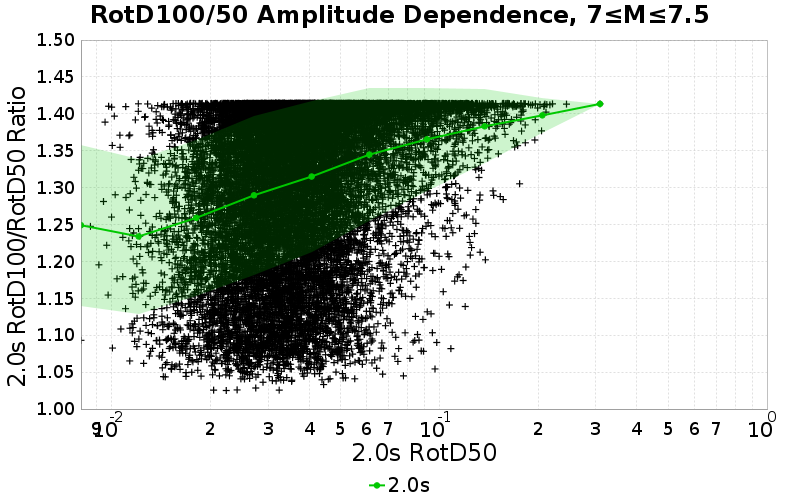 RotD100/50 Amplitude Dependence, 7≤M≤7.5
2.0s RotD100/RotD50 Ratio
1.50
1.45
1.40
1.35
1.30
1.25
1.20
1.15
1.10
1.05
1.00
9 10-2 2 3 4 5 6 7 10-1 2 3 4 5 6 7 100
2.0s RotD50
2.0s